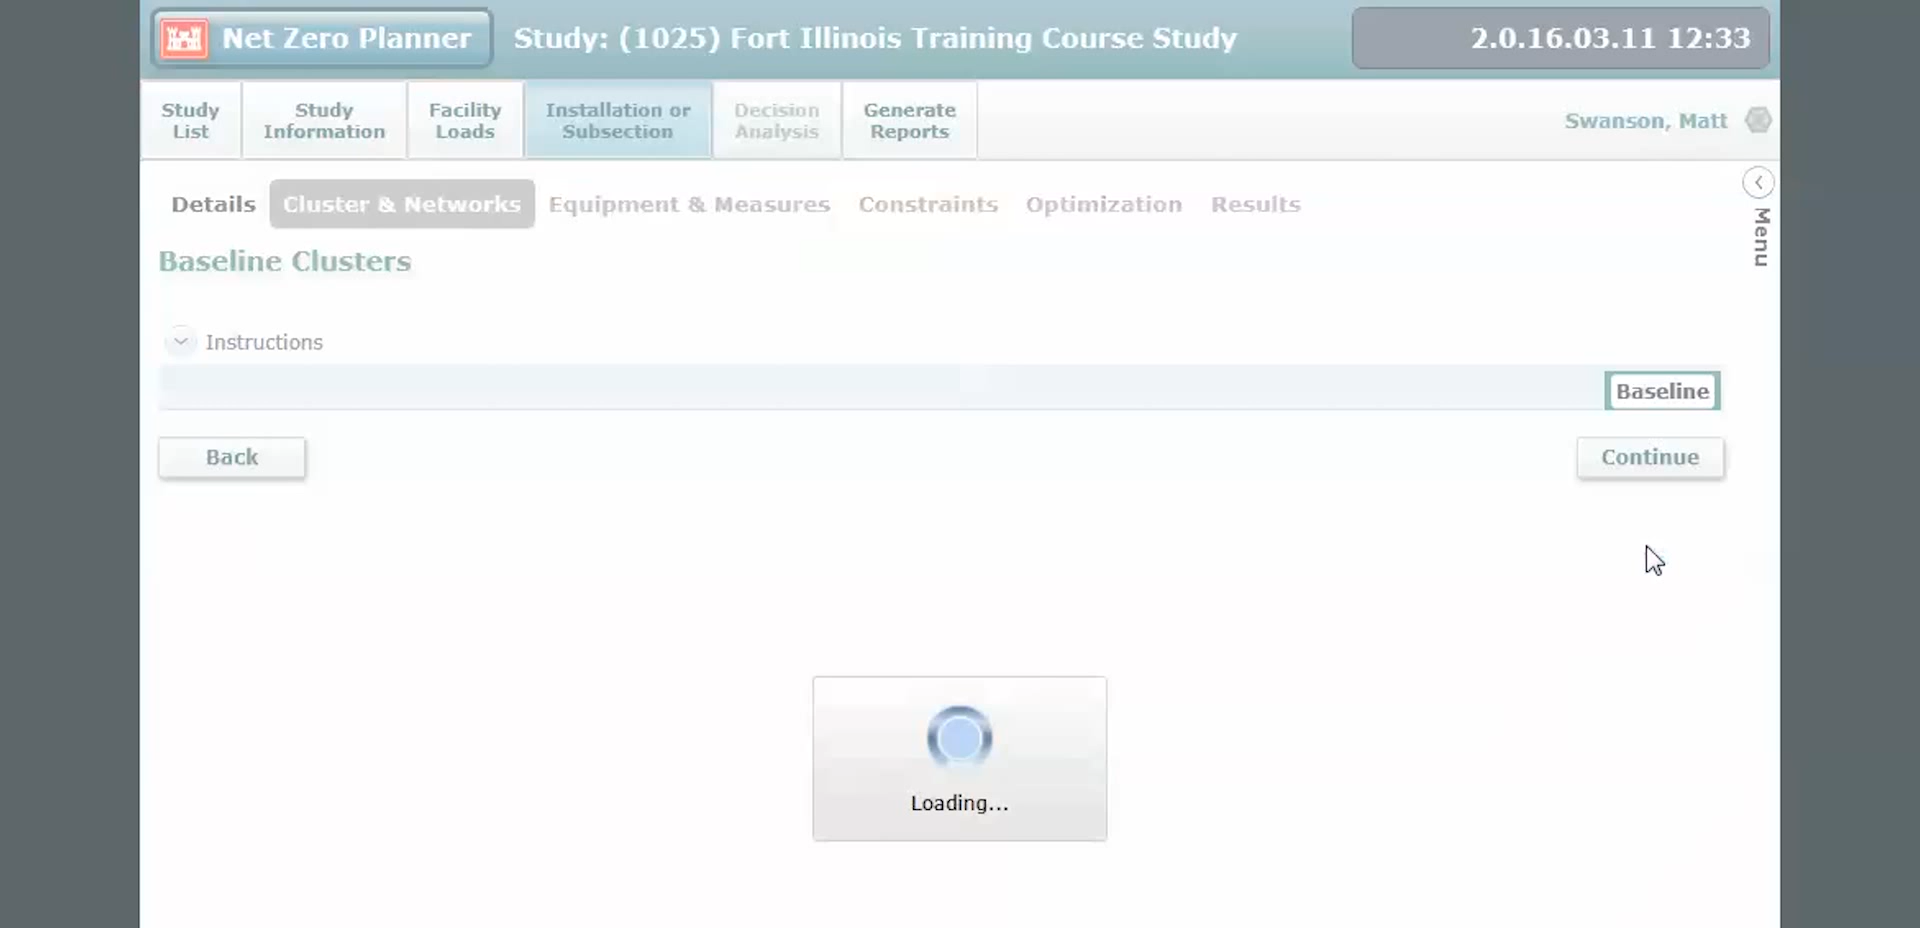 Net Zero Planner
Study: (1025) Fort Illinois Training Course Study
2.0.16.03.11 12:33
Study List
Study Information
Facility Loads
Installation or Subsection
Decision Analysis
Generate Reports
Swanson, Matt
Details
Cluster & Networks
Equipment & Measures
Constraints
Optimization
Results
Menu
Baseline Clusters
Instructions
Baseline
Back
Continue
Loading...